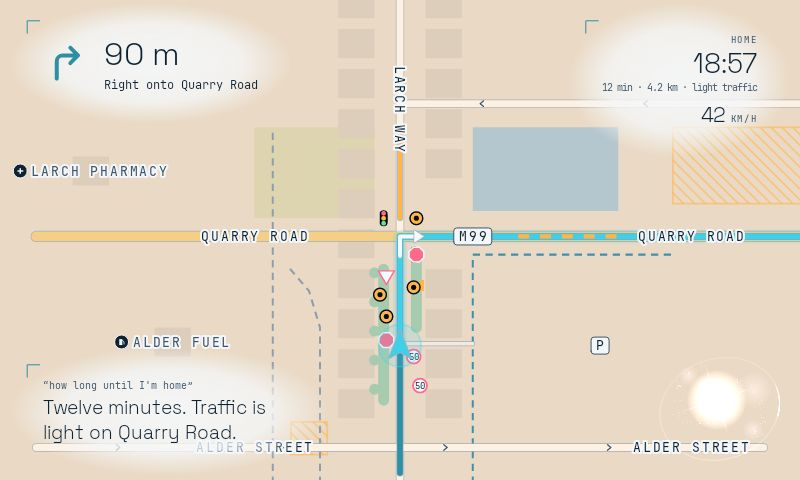 90 m
Right onto Quarry Road
HOME
18:57
12 min · 4.2 km · light traffic
42 KM/H
LARCH WAY
LARCH PHARMACY
QUARRY ROAD
M99
QUARRY ROAD
ALDER FUEL
P
50
50
"how long until I'm home"
Twelve minutes. Traffic is
light on Quarry Road.
ALDER STREET
ALDER STREET